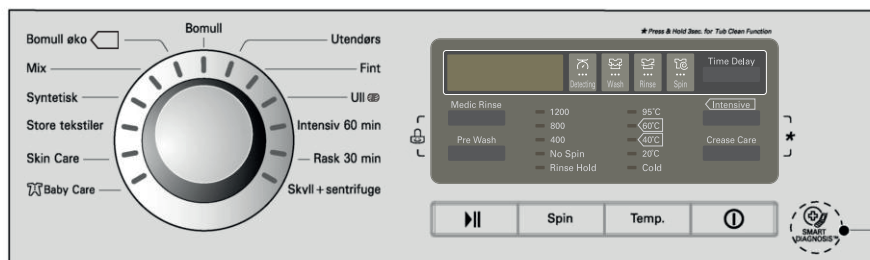 Bomull øko
Bomull
Utendørs
Mix
Fint
Syntetisk
Ull
Store tekstiler
Intensiv 60 min
Skin Care
Rask 30 min
Baby Care
Skyll + sentrifuge
* Press & Hold 3sec. for Tub Clean Function
Detecting
Wash
Rinse
Spin
Time Delay
Medic Rinse
Pre Wash
1200
800
400
No Spin
Rinse Hold
95°C
60°C
40°C
20°C
Cold
Intensive
Crease Care
*
Spin
Temp.
SMART
DIAGNOSIS™